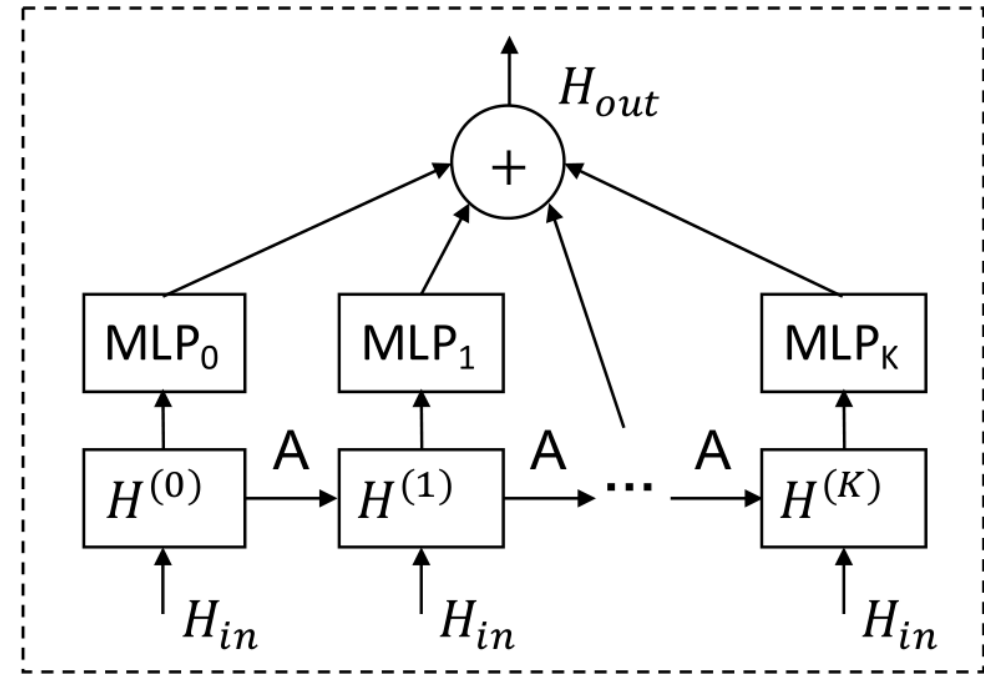 H_out
+
MLP_0 MLP_1 MLP_K
A A A
H^(0) H^(1) ... H^(K)
H_in H_in H_in